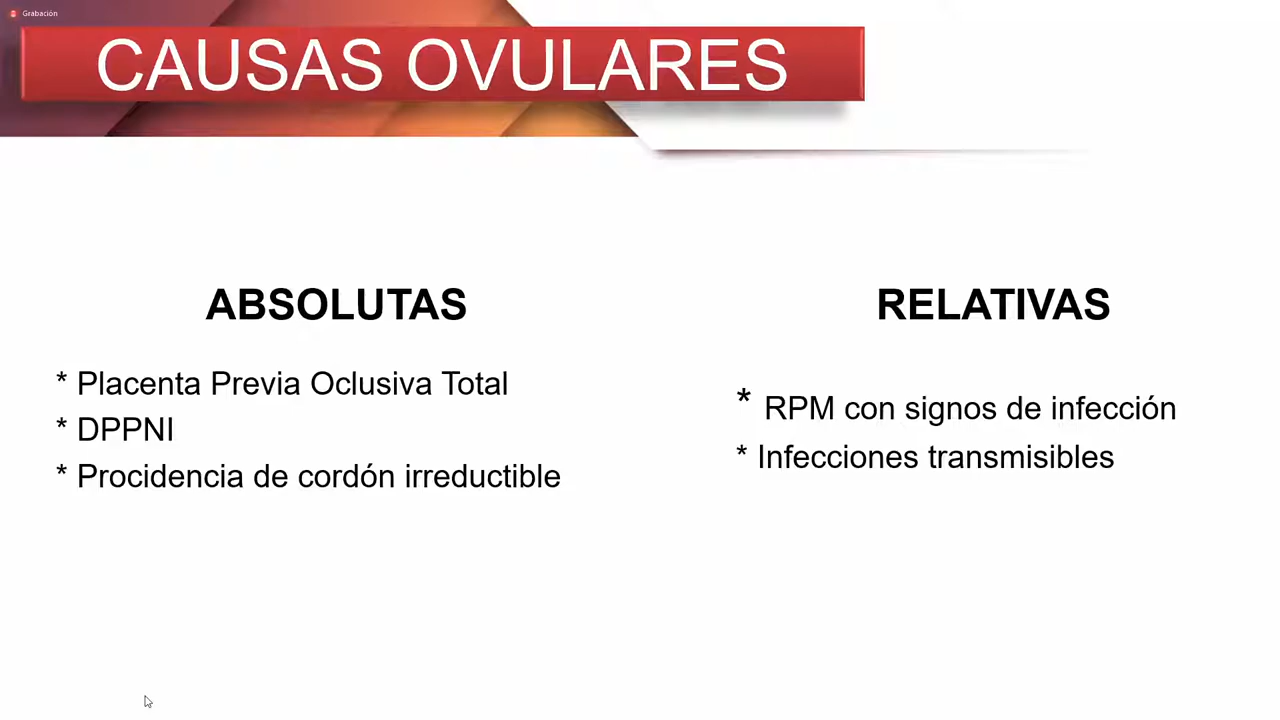 Grabación
CAUSAS OVULARES
ABSOLUTAS
* Placenta Previa Oclusiva Total
* DPPNI
* Procidencia de cordón irreductible
RELATIVAS
* RPM con signos de infección
* Infecciones transmisibles